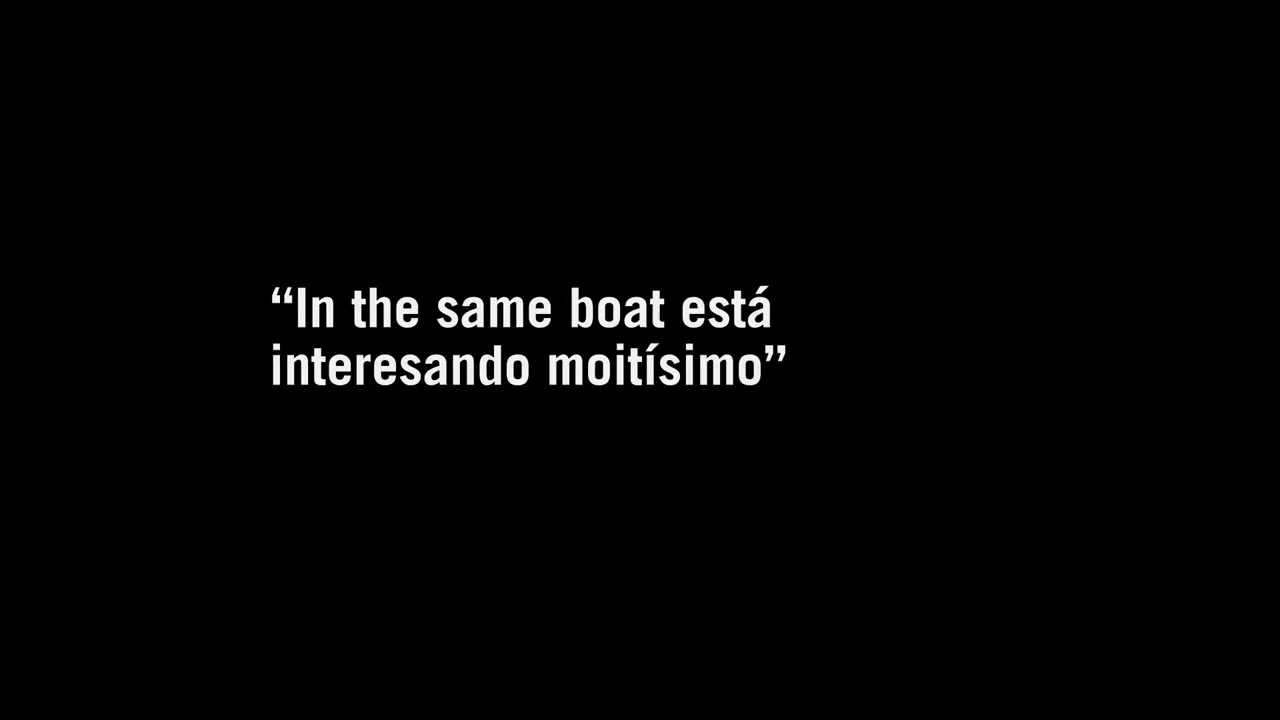 “In the same boat está
interesando moitísimo”